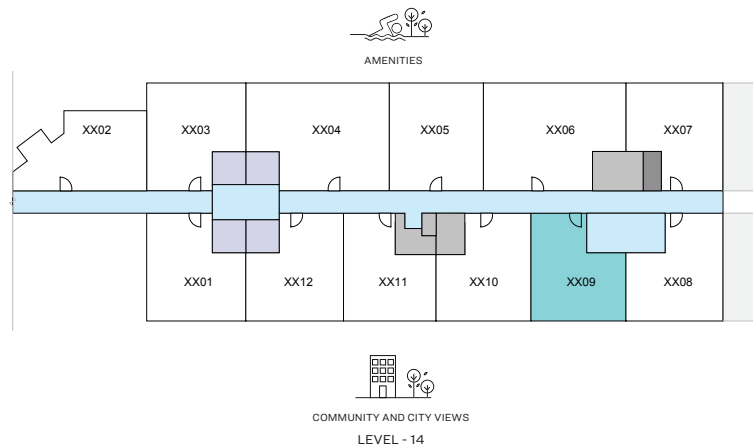 AMENITIES
XX02
XX03
XX04
XX05
XX06
XX07
XX01
XX12
XX11
XX10
XX09
XX08
COMMUNITY AND CITY VIEWS
LEVEL - 14